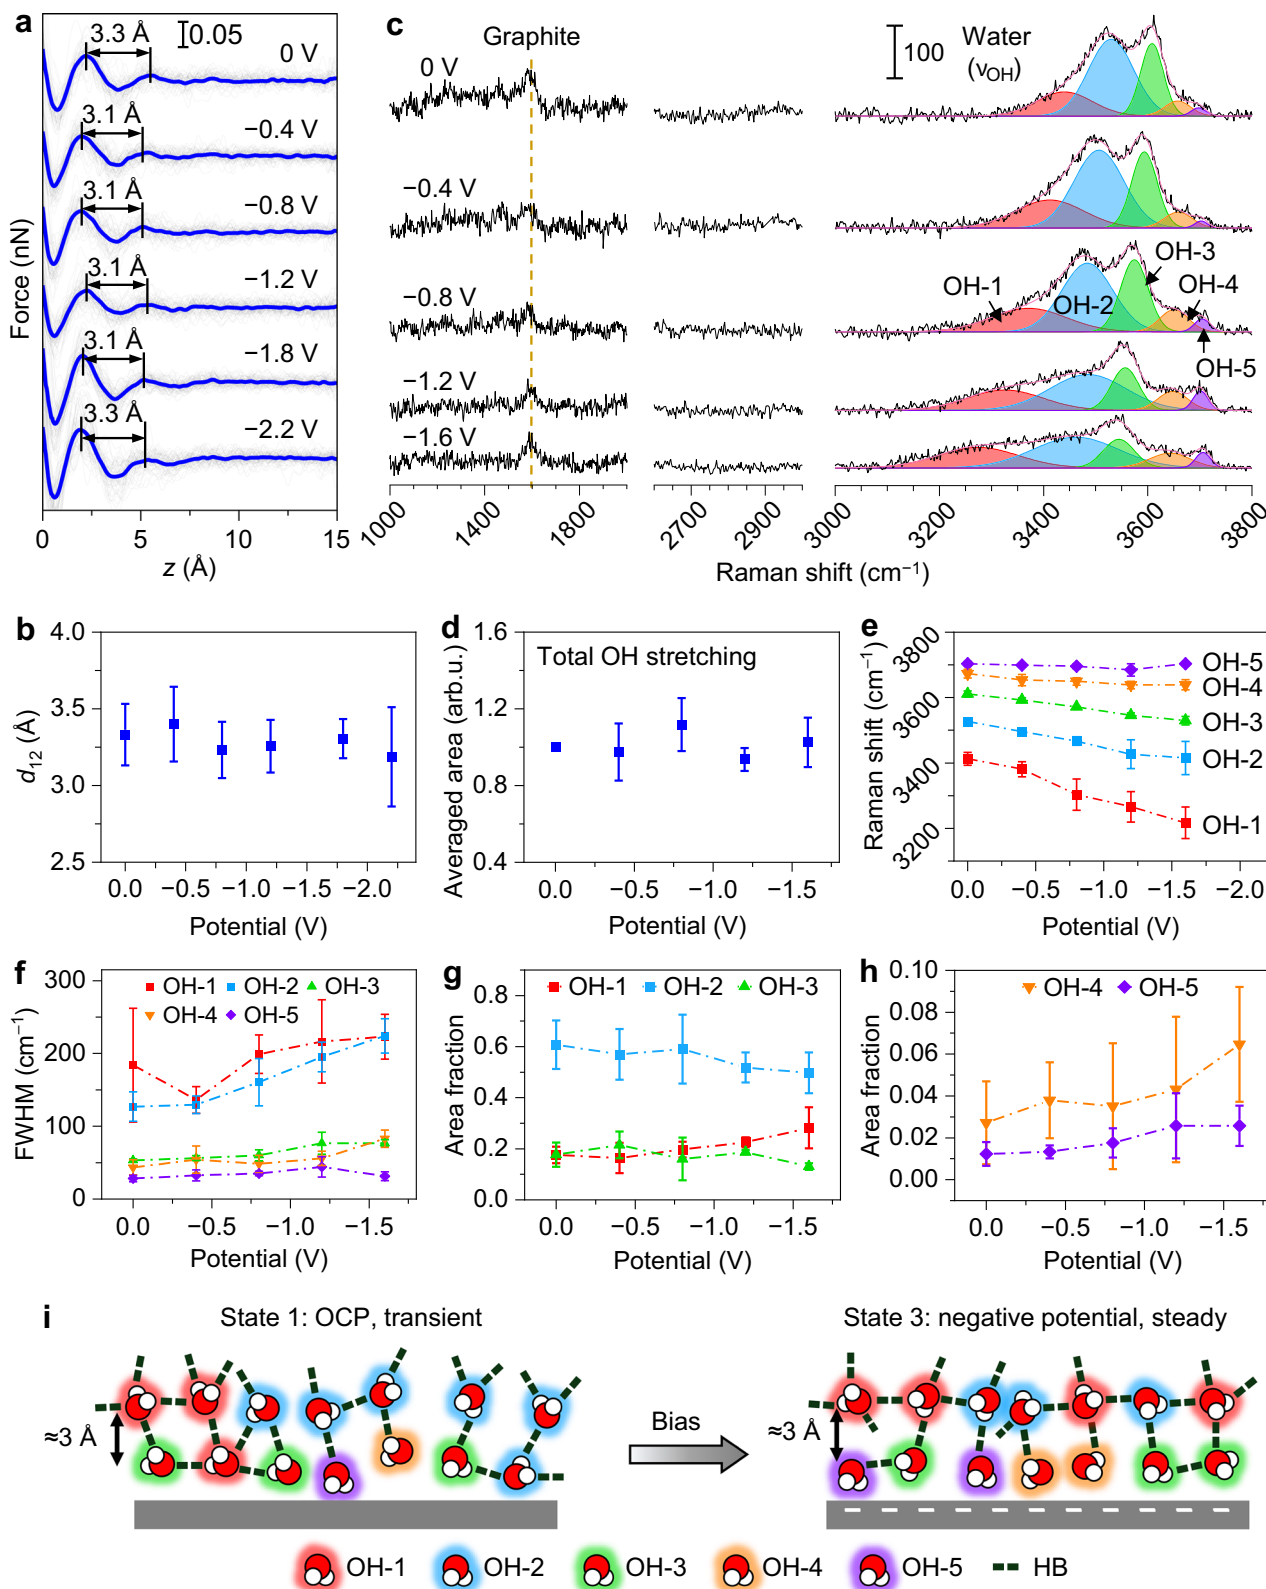 a
3.3 Å
0.05
0 V
3.1 Å
−0.4 V
3.1 Å
−0.8 V
3.1 Å
−1.2 V
3.1 Å
−1.8 V
3.3 Å
−2.2 V
Force (nN)
0 5 10 15
z (Å)
c
Graphite
0 V
−0.4 V
−0.8 V
−1.2 V
−1.6 V
100
Water
(νOH)
OH-1
OH-2
OH-3
OH-4
OH-5
1000 1400 1800 2700 2900 3000 3200 3400 3600 3800
Raman shift (cm⁻¹)
b
4.0
3.5
3.0
2.5
d₁₂ (Å)
0.0 −0.5 −1.0 −1.5 −2.0
Potential (V)
d
Total OH stretching
1.6
1.2
0.8
0.4
Averaged area (arb.u.)
0.0 −0.5 −1.0 −1.5
Potential (V)
e
3800
3600
3400
3200
Raman shift (cm⁻¹)
OH-5
OH-4
OH-3
OH-2
OH-1
0.0 −0.5 −1.0 −1.5 −2.0
Potential (V)
f
300
200
100
0
FWHM (cm⁻¹)
OH-1 OH-2 OH-3
OH-4 OH-5
0.0 −0.5 −1.0 −1.5
Potential (V)
g
0.8
0.6
0.4
0.2
0.0
Area fraction
OH-1 OH-2 OH-3
0.0 −0.5 −1.0 −1.5
Potential (V)
h
0.10
0.08
0.06
0.04
0.02
0.00
Area fraction
OH-4 OH-5
0.0 −0.5 −1.0 −1.5
Potential (V)
i
State 1: OCP, transient
State 3: negative potential, steady
≈3 Å
Bias
≈3 Å
OH-1 OH-2 OH-3 OH-4 OH-5 HB